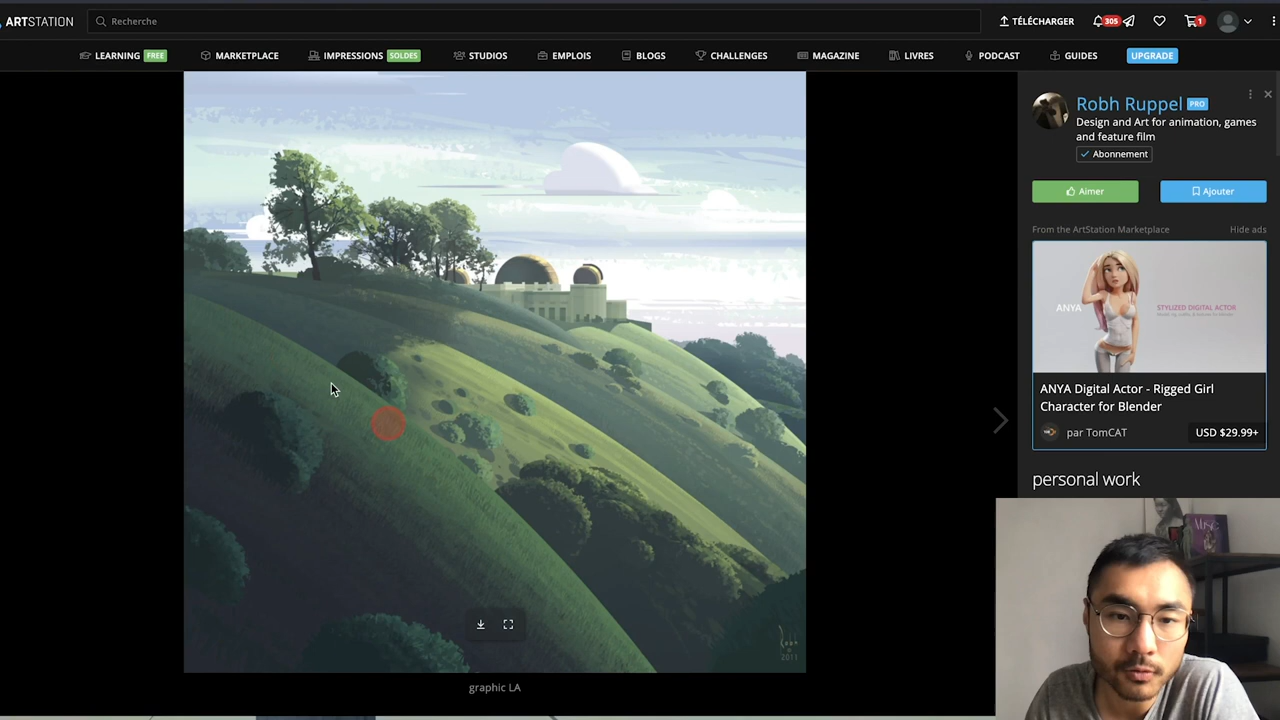 ARTSTATION
Recherche
TÉLÉCHARGER
305
1
LEARNING FREE
MARKETPLACE
IMPRESSIONS SOLDES
STUDIOS
EMPLOIS
BLOGS
CHALLENGES
MAGAZINE
LIVRES
PODCAST
GUIDES
UPGRADE
Robh Ruppel PRO
Design and Art for animation, games
and feature film
Abonnement
Aimer
Ajouter
From the ArtStation Marketplace
Hide ads
ANYA
STYLIZED DIGITAL ACTOR
ANYA Digital Actor - Rigged Girl
Character for Blender
par TomCAT
USD $29.99+
personal work
2011
graphic LA